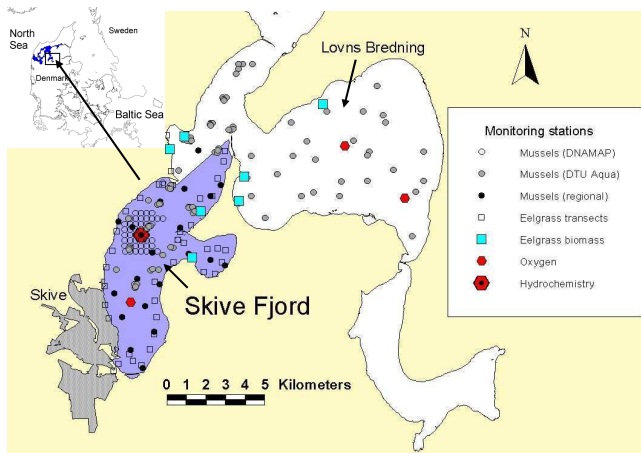 North
Sea
Sweden
Denmark
Baltic Sea
Lovns Bredning
N
Monitoring stations
Mussels (DNAMAP)
Mussels (DTU Aqua)
Mussels (regional)
Eelgrass transects
Eelgrass biomass
Oxygen
Hydrochemistry
Skive
Skive Fjord
0 1 2 3 4 5 Kilometers